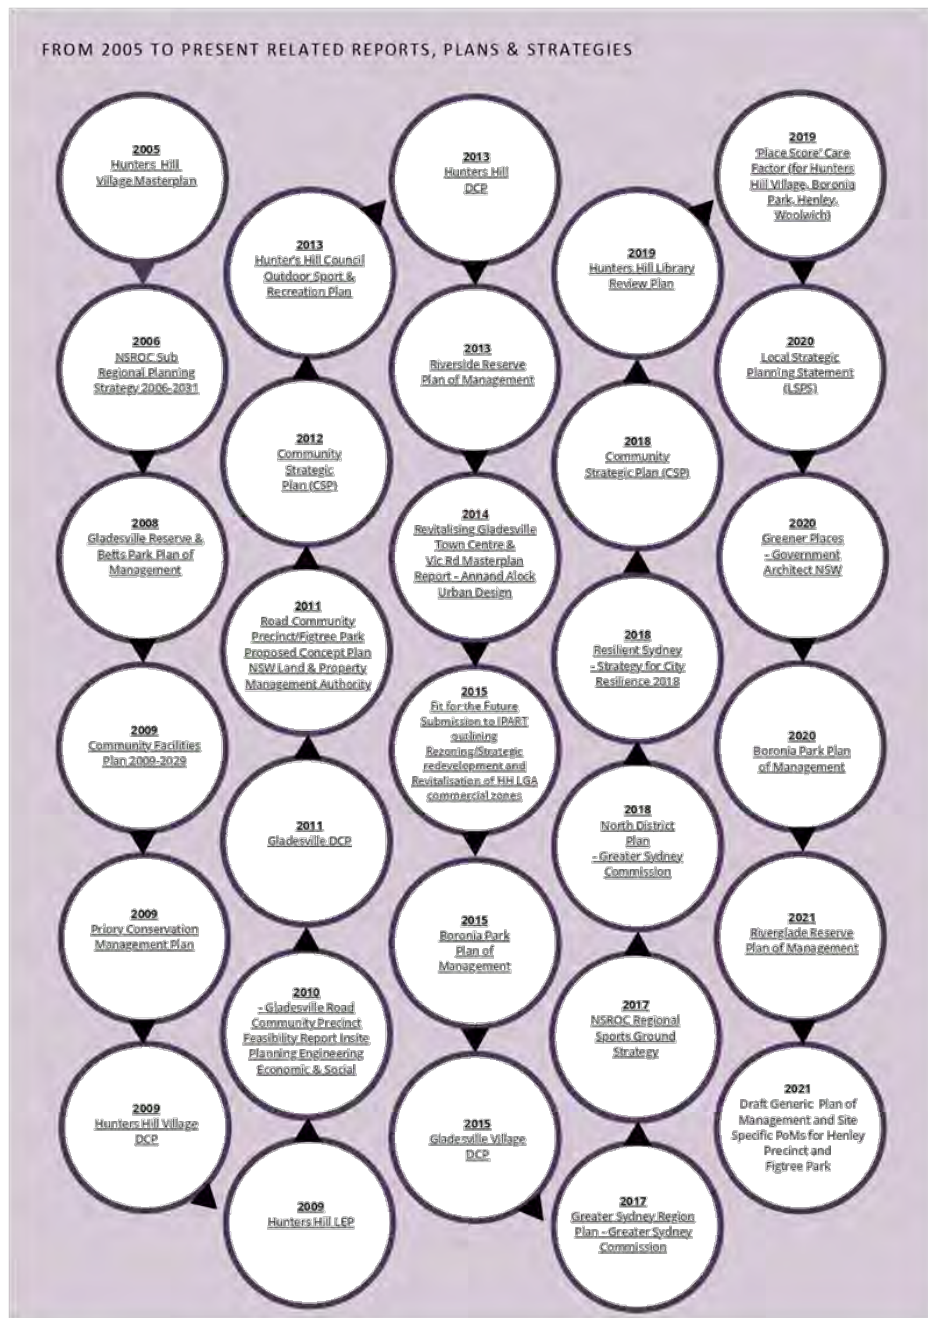 FROM 2005 TO PRESENT RELATED REPORTS, PLANS & STRATEGIES
2005
Hunters Hill
Village Masterplan
2006
NSROC Sub
Regional Planning
Strategy 2006-2031
2008
Gladesville Reserve &
Betts Park Plan of
Management
2009
Community Facilities
Plan 2009-2029
2009
Priory Conservation
Management Plan
2009
Hunters Hill Village
DCP
2009
Hunters Hill LEP
2010
- Gladesville Road
Community Precinct
Feasibility Report Insite
Planning Engineering
Economic & Social
2011
Gladesville DCP
2011
Road Community
Precinct/Figtree Park
Proposed Concept Plan
NSW Land & Property
Management Authority
2012
Community
Strategic
Plan (CSP)
2013
Hunter's Hill Council
Outdoor Sport &
Recreation Plan
2013
Hunters Hill
DCP
2013
Riverside Reserve
Plan of Management
2014
Revitalising Gladesville
Town Centre &
Vic Rd Masterplan
Report - Annand Alock
Urban Design
2015
Fit for the Future
Submission to IPART
outlining
Rezoning/Strategic
redevelopment and
Revitalisation of HH LGA
commercial zones
2015
Boronia Park
Plan of
Management
2015
Gladesville Village
DCP
2017
Greater Sydney Region
Plan - Greater Sydney
Commission
2017
NSROC Regional
Sports Ground
Strategy
2018
North District
Plan
- Greater Sydney
Commission
2018
Resilient Sydney
- Strategy for City
Resilience 2018
2018
Community
Strategic Plan (CSP)
2019
Hunters Hill Library
Review Plan
2019
'Place Score' Care
Factor (for Hunters
Hill Village, Boronia
Park, Henley,
Woolwich)
2020
Local Strategic
Planning Statement
(LSPS)
2020
Greener Places
- Government
Architect NSW
2020
Boronia Park Plan
of Management
2021
Riverglade Reserve
Plan of Management
2021
Draft Generic Plan of
Management and Site
Specific PoMs for Henley
Precinct and
Figtree Park